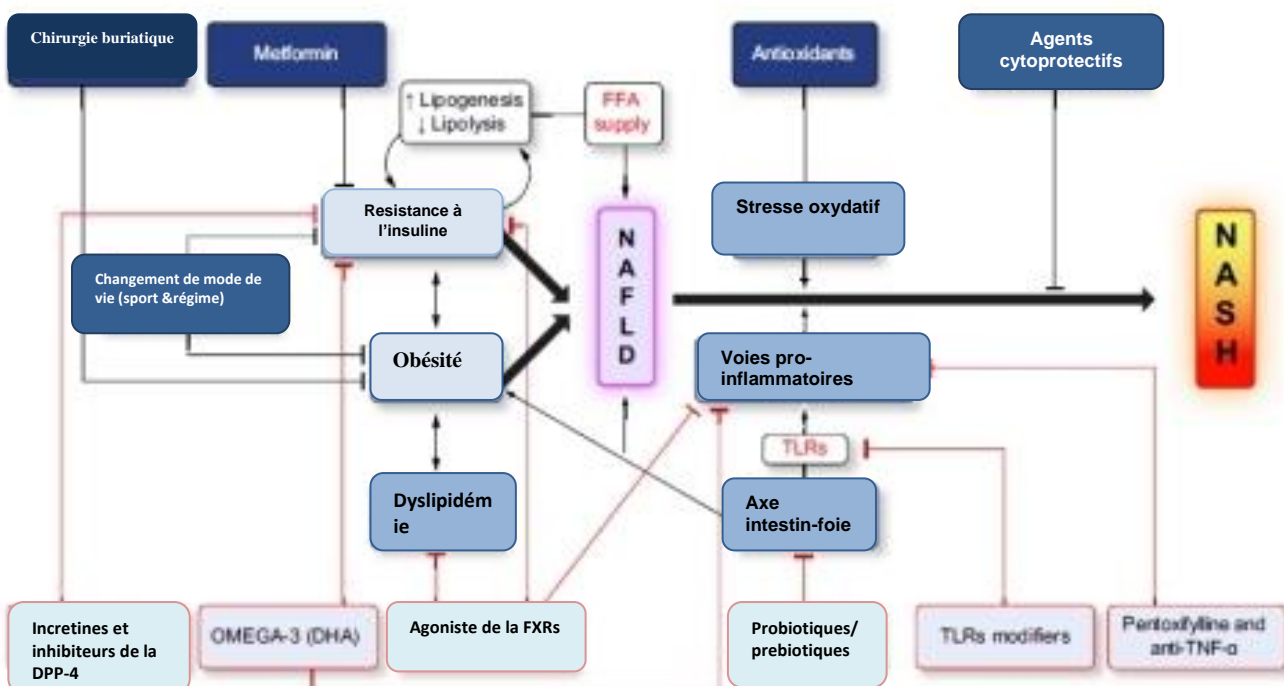 Chirurgie buriatique
Metformin
Antioxidants
Agents
cytoprotectifs
↑ Lipogenesis
↓ Lipolysis
FFA
supply
Resistance à
l'insuline
Stresse oxydatif
NAFLD
NASH
Changement de mode de
vie (sport &régime)
Obésité
Voies pro-
inflammatoires
TLRs
Dyslipidém
ie
Axe
intestin-foie
Incretines et
inhibiteurs de la
DPP-4
OMEGA-3 (DHA)
Agoniste de la FXRs
Probiotiques/
prebiotiques
TLRs modifiers
Pentoxifylline and
anti-TNF-α